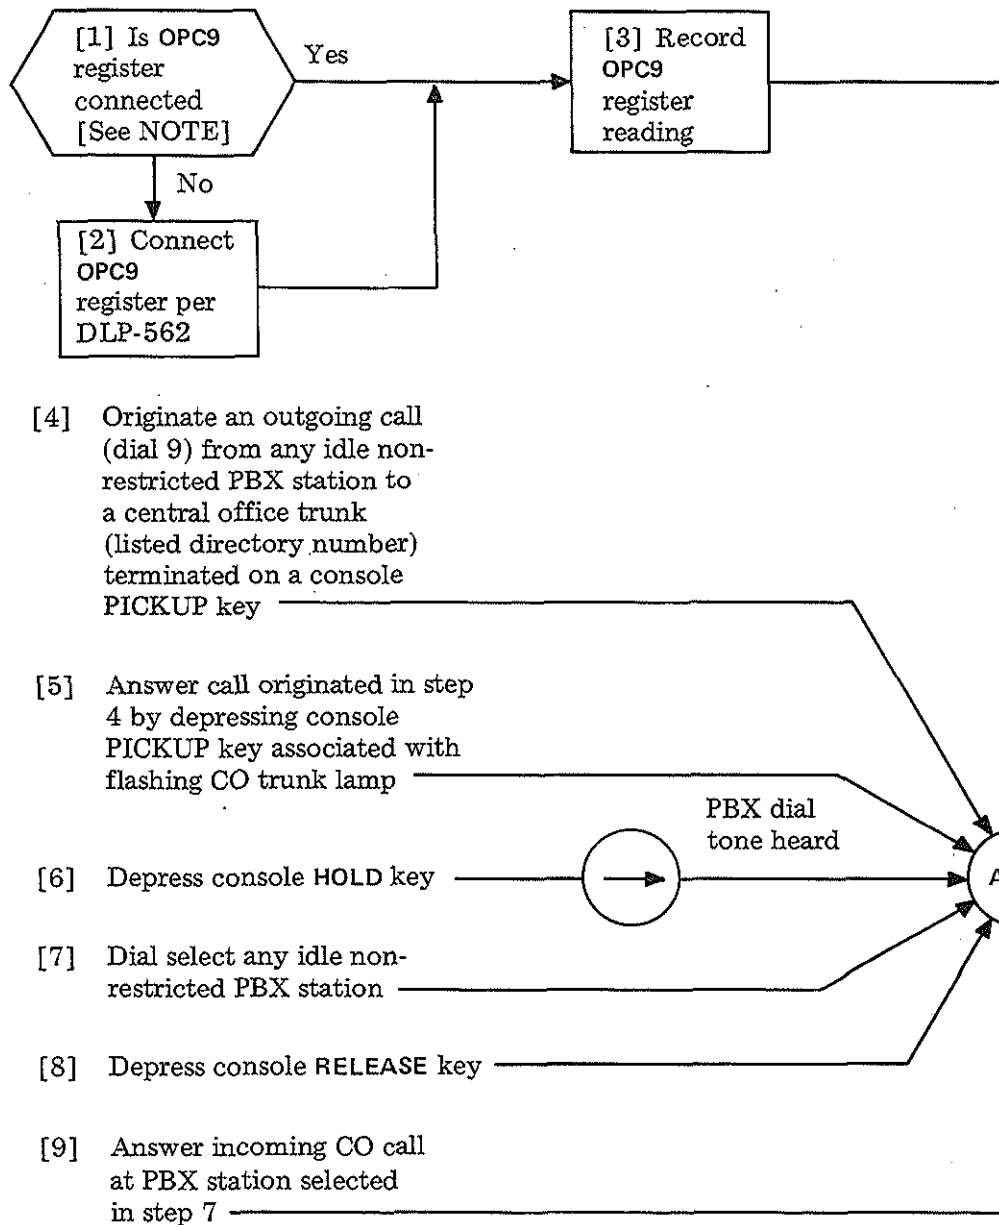 [1] Is OPC9
register
connected
[See NOTE]
Yes
[3] Record
OPC9
register
reading
No
[2] Connect
OPC9
register per
DLP-562
[4] Originate an outgoing call
(dial 9) from any idle non-
restricted PBX station to
a central office trunk
(listed directory number)
terminated on a console
PICKUP key
[5] Answer call originated in step
4 by depressing console
PICKUP key associated with
flashing CO trunk lamp
PBX dial
tone heard
[6] Depress console HOLD key
A
[7] Dial select any idle non-
restricted PBX station
[8] Depress console RELEASE key
[9] Answer incoming CO call
at PBX station selected
in step 7